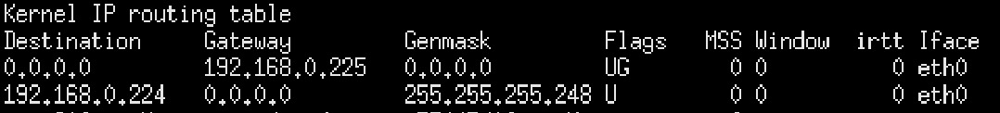 Kernel IP routing table
Destination Gateway Genmask Flags MSS Window irtt Iface
0.0.0.0 192.168.0.225 0.0.0.0 UG 0 0 0 eth0
192.168.0.224 0.0.0.0 255.255.255.248 U 0 0 0 eth0